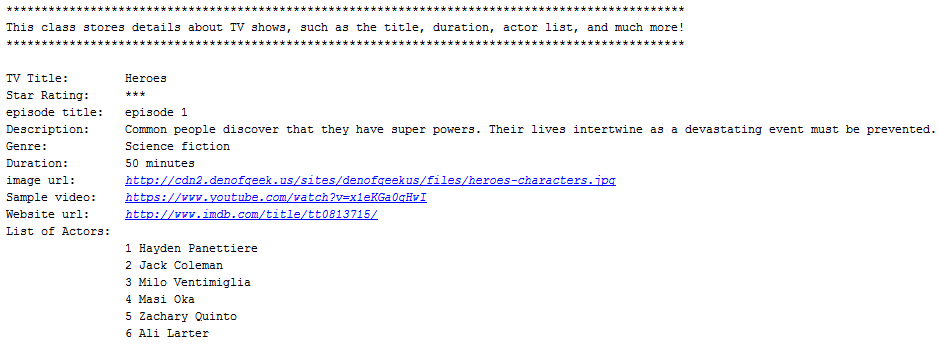 *************************************************************************************************
This class stores details about TV shows, such as the title, duration, actor list, and much more!
*************************************************************************************************
TV Title: Heroes
Star Rating: ***
episode title: episode 1
Description: Common people discover that they have super powers. Their lives intertwine as a devastating event must be prevented.
Genre: Science fiction
Duration: 50 minutes
image url: http://cdn2.denofgeek.us/sites/denofgeekus/files/heroes-characters.jpg
Sample video: https://www.youtube.com/watch?v=x1eKGa0qHwI
Website url: http://www.imdb.com/title/tt0813715/
List of Actors:
1 Hayden Panettiere
2 Jack Coleman
3 Milo Ventimiglia
4 Masi Oka
5 Zachary Quinto
6 Ali Larter